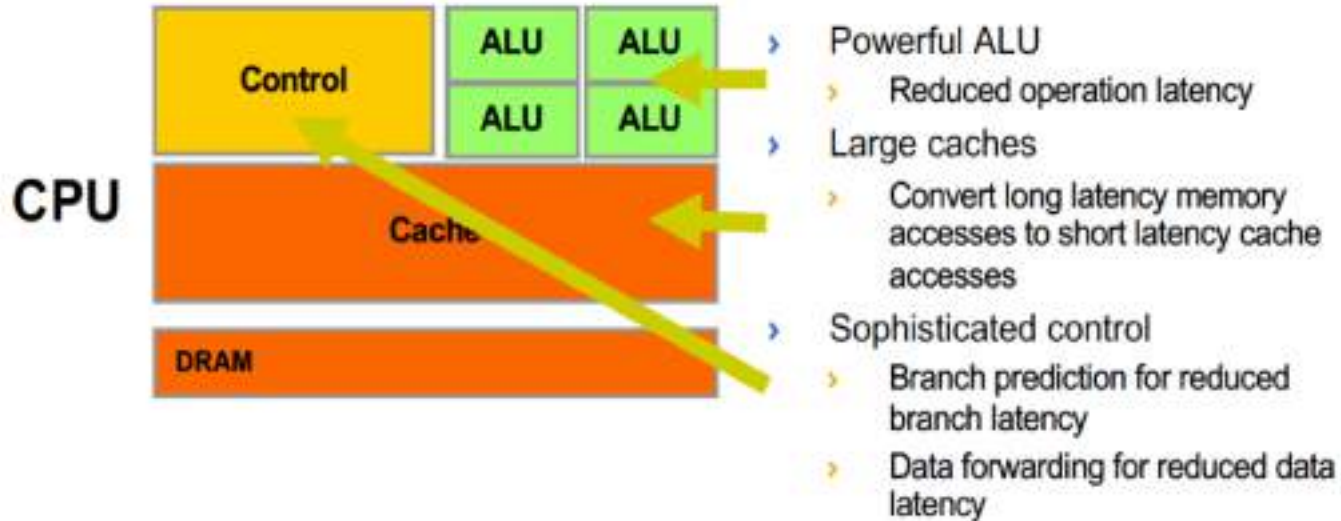 CPU
Control
ALU
ALU
ALU
ALU
Cache
DRAM
› Powerful ALU
› Reduced operation latency
› Large caches
› Convert long latency memory
accesses to short latency cache
accesses
› Sophisticated control
› Branch prediction for reduced
branch latency
› Data forwarding for reduced data
latency